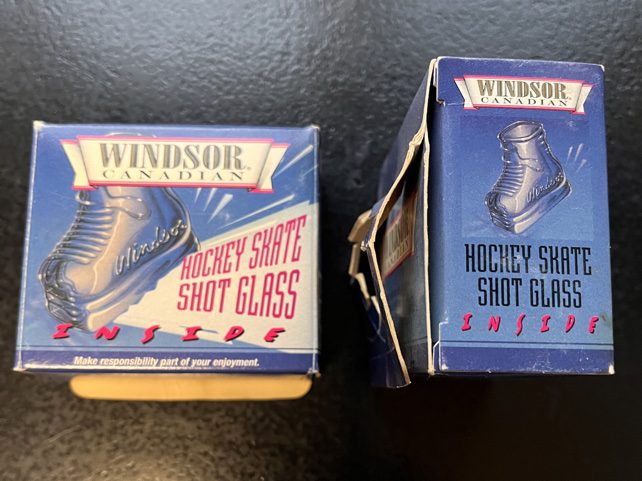 WINDSOR®
CANADIAN
Windsor
HOCKEY SKATE
SHOT GLASS
INSIDE
Make responsibility part of your enjoyment.
WINDSOR®
CANADIAN
Windsor
HOCKEY SKATE
SHOT GLASS
INSIDE